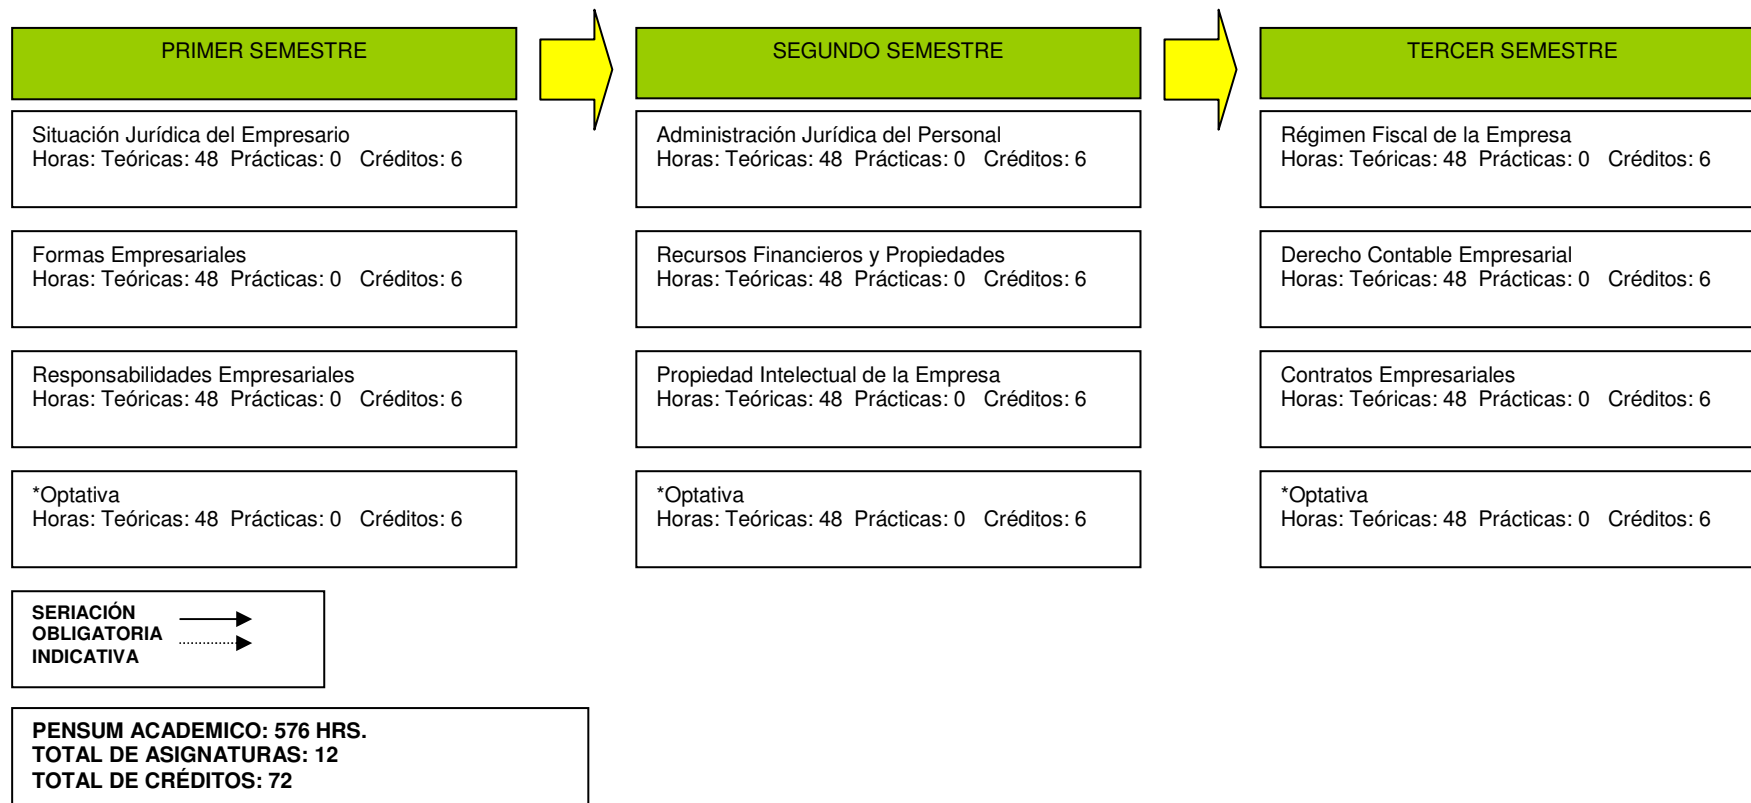 PRIMER SEMESTRE
Situación Jurídica del Empresario
Horas: Teóricas: 48 Prácticas: 0 Créditos: 6
Formas Empresariales
Horas: Teóricas: 48 Prácticas: 0 Créditos: 6
Responsabilidades Empresariales
Horas: Teóricas: 48 Prácticas: 0 Créditos: 6
*Optativa
Horas: Teóricas: 48 Prácticas: 0 Créditos: 6
SEGUNDO SEMESTRE
Administración Jurídica del Personal
Horas: Teóricas: 48 Prácticas: 0 Créditos: 6
Recursos Financieros y Propiedades
Horas: Teóricas: 48 Prácticas: 0 Créditos: 6
Propiedad Intelectual de la Empresa
Horas: Teóricas: 48 Prácticas: 0 Créditos: 6
*Optativa
Horas: Teóricas: 48 Prácticas: 0 Créditos: 6
TERCER SEMESTRE
Régimen Fiscal de la Empresa
Horas: Teóricas: 48 Prácticas: 0 Créditos: 6
Derecho Contable Empresarial
Horas: Teóricas: 48 Prácticas: 0 Créditos: 6
Contratos Empresariales
Horas: Teóricas: 48 Prácticas: 0 Créditos: 6
*Optativa
Horas: Teóricas: 48 Prácticas: 0 Créditos: 6
SERIACIÓN
OBLIGATORIA
INDICATIVA
PENSUM ACADEMICO: 576 HRS.
TOTAL DE ASIGNATURAS: 12
TOTAL DE CRÉDITOS: 72